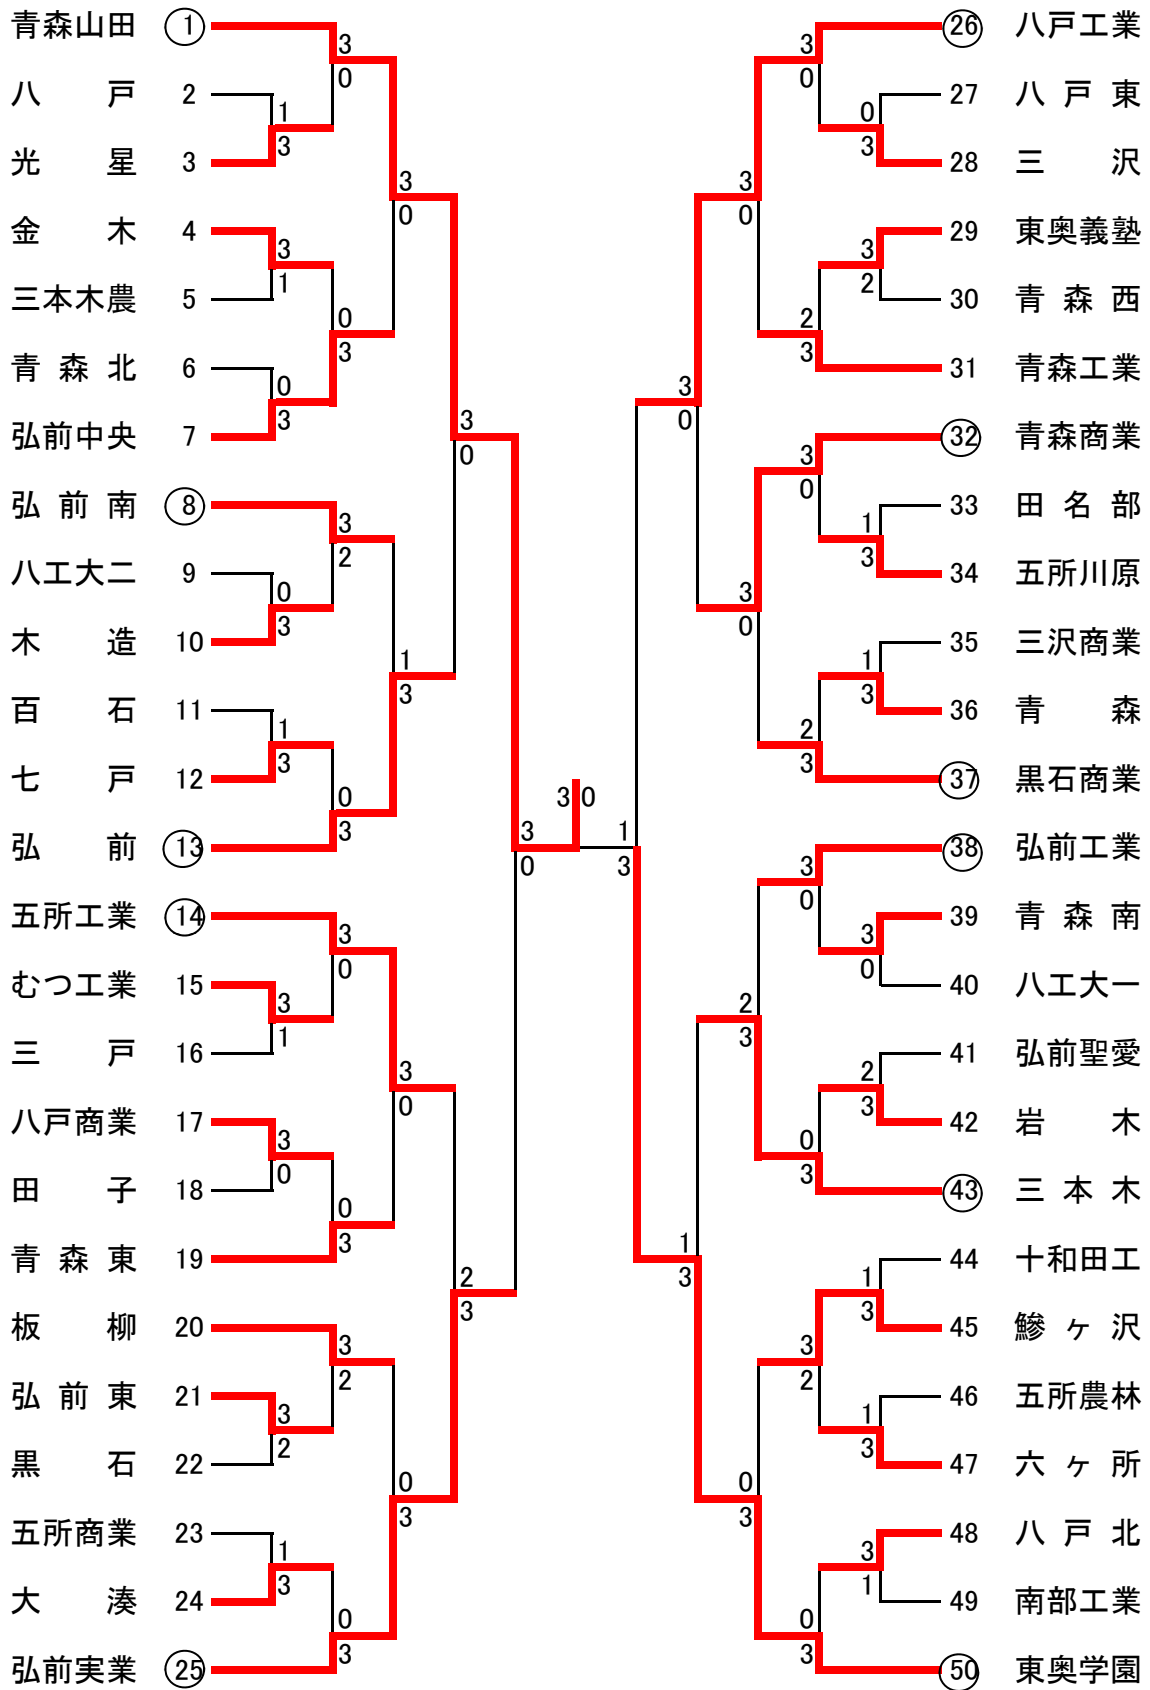 青森山田 1
八戸 2
光星 3
金木 4
三本木農 5
青森北 6
弘前中央 7
弘前南 8
八工大二 9
木造 10
百石 11
七戸 12
弘前 13
五所工業 14
むつ工業 15
三戸 16
八戸商業 17
田子 18
青森東 19
板柳 20
弘前東 21
黒石 22
五所商業 23
大湊 24
弘前実業 25
3
0
1
3
3
1
0
3
0
3
3
2
0
3
1
3
0
3
3
0
3
1
3
0
0
3
3
2
3
2
1
3
0
3
3
0
1
3
3
0
0
3
3
0
2
3
3
0
3 0
1
3
3
0
1
3
3
0
3
0
2
3
0
3
3
0
2
3
3
0
2
3
3
0
0
3
3
2
0
3
0
3
3
2
1
3
1
3
3
0
2
3
1
3
1
3
3
1
26 八戸工業
27 八戸東
28 三沢
29 東奥義塾
30 青森西
31 青森工業
32 青森商業
33 田名部
34 五所川原
35 三沢商業
36 青森
37 黒石商業
38 弘前工業
39 青森南
40 八工大一
41 弘前聖愛
42 岩木
43 三本木
44 十和田工
45 鰺ヶ沢
46 五所農林
47 六ヶ所
48 八戸北
49 南部工業
50 東奥学園